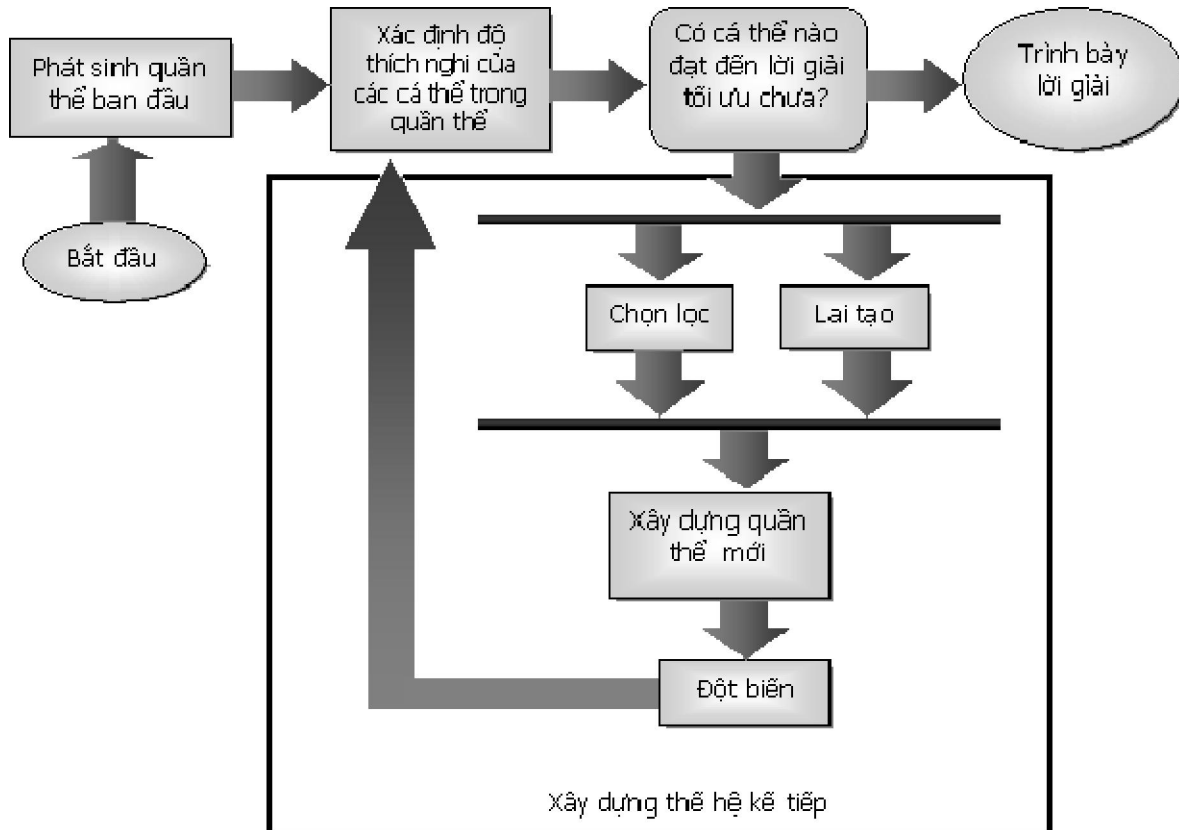 Phát sinh quần
thể ban đầu
Xác định độ
thích nghi của
các cá thể trong
quần thể
Có cá thể nào
đạt đến lời giải
tối ưu chưa?
Trình bày
lời giải
Bắt đầu
Chọn lọc
Lai tạo
Xây dựng quần
thể mới
Đột biến
Xây dựng thế hệ kế tiếp